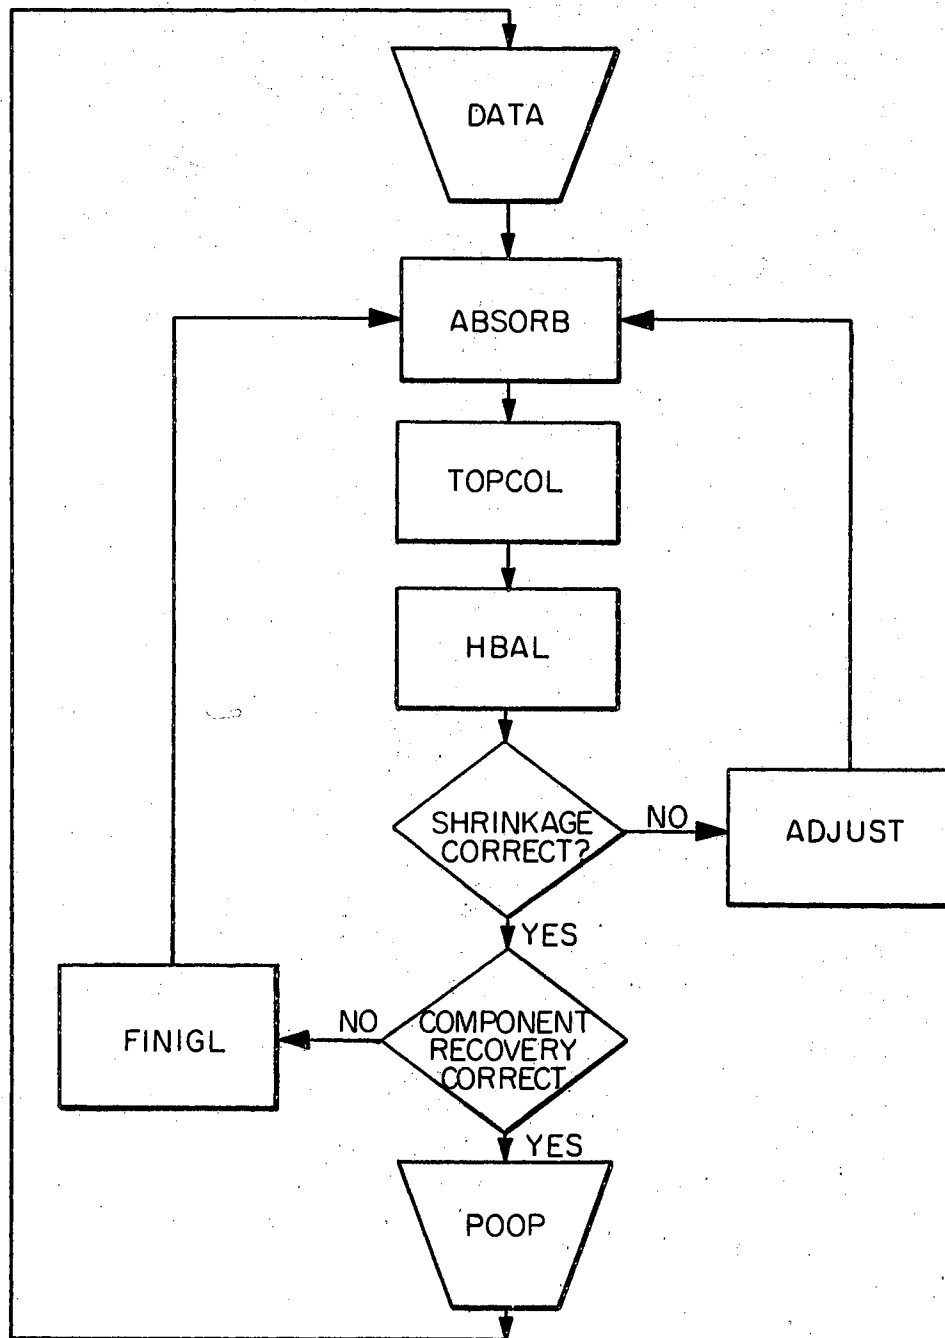 DATA
ABSORB
TOPCOL
HBAL
SHRINKAGE
CORRECT?
NO
ADJUST
YES
COMPONENT
RECOVERY
CORRECT
NO
FINIGL
YES
POOP